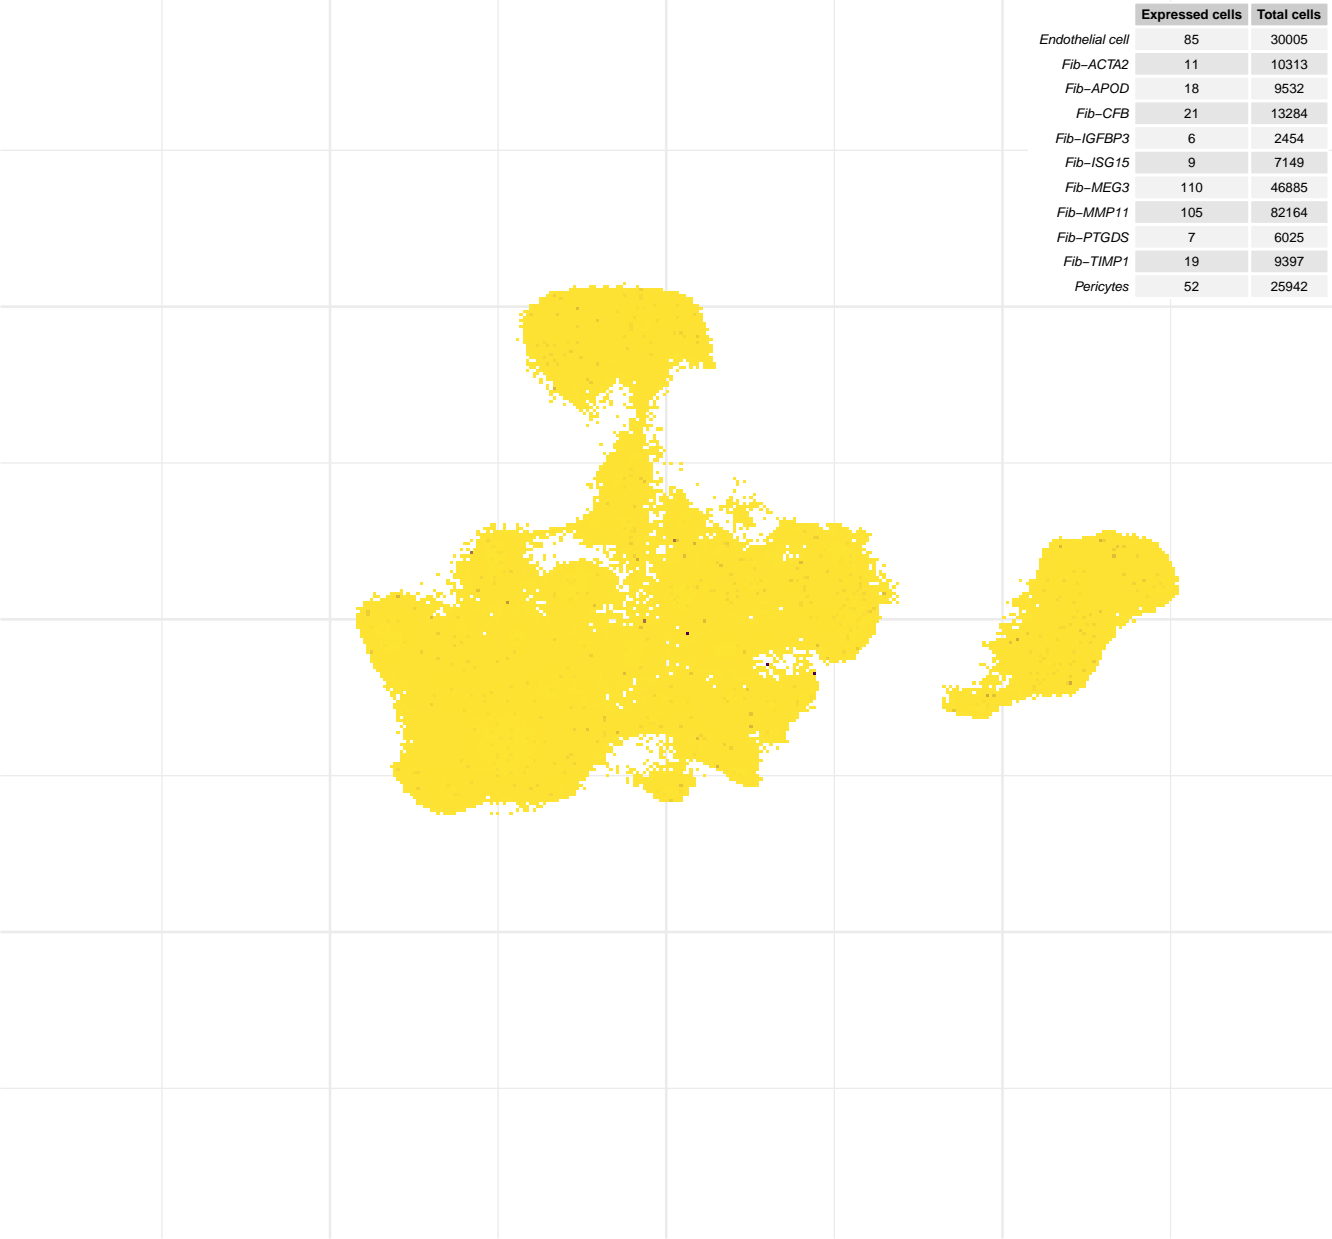 Expressed cells Total cells
Endothelial cell 85 30005
Fib−ACTA2 11 10313
Fib−APOD 18 9532
Fib−CFB 21 13284
Fib−IGFBP3 6 2454
Fib−ISG15 9 7149
Fib−MEG3 110 46885
Fib−MMP11 105 82164
Fib−PTGDS 7 6025
Fib−TIMP1 19 9397
Pericytes 52 25942